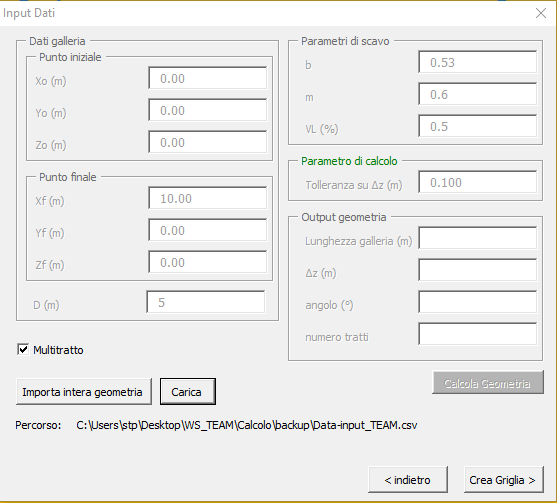 Input Dati
Dati galleria
Punto iniziale
Xo (m) 0.00
Yo (m) 0.00
Zo (m) 0.00
Punto finale
Xf (m) 10.00
Yf (m) 0.00
Zf (m) 0.00
D (m) 5
Parametri di scavo
b 0.53
m 0.6
VL (%) 0.5
Parametro di calcolo
Tolleranza su Δz (m) 0.100
Output geometria
Lunghezza galleria (m)
Δz (m)
angolo (°)
numero tratti
Calcola Geometria
Multitratto
Importa intera geometria Carica
Percorso: C:\Users\stp\Desktop\WS_TEAM\Calcolo\backup\Data-input_TEAM.csv
< indietro Crea Griglia >